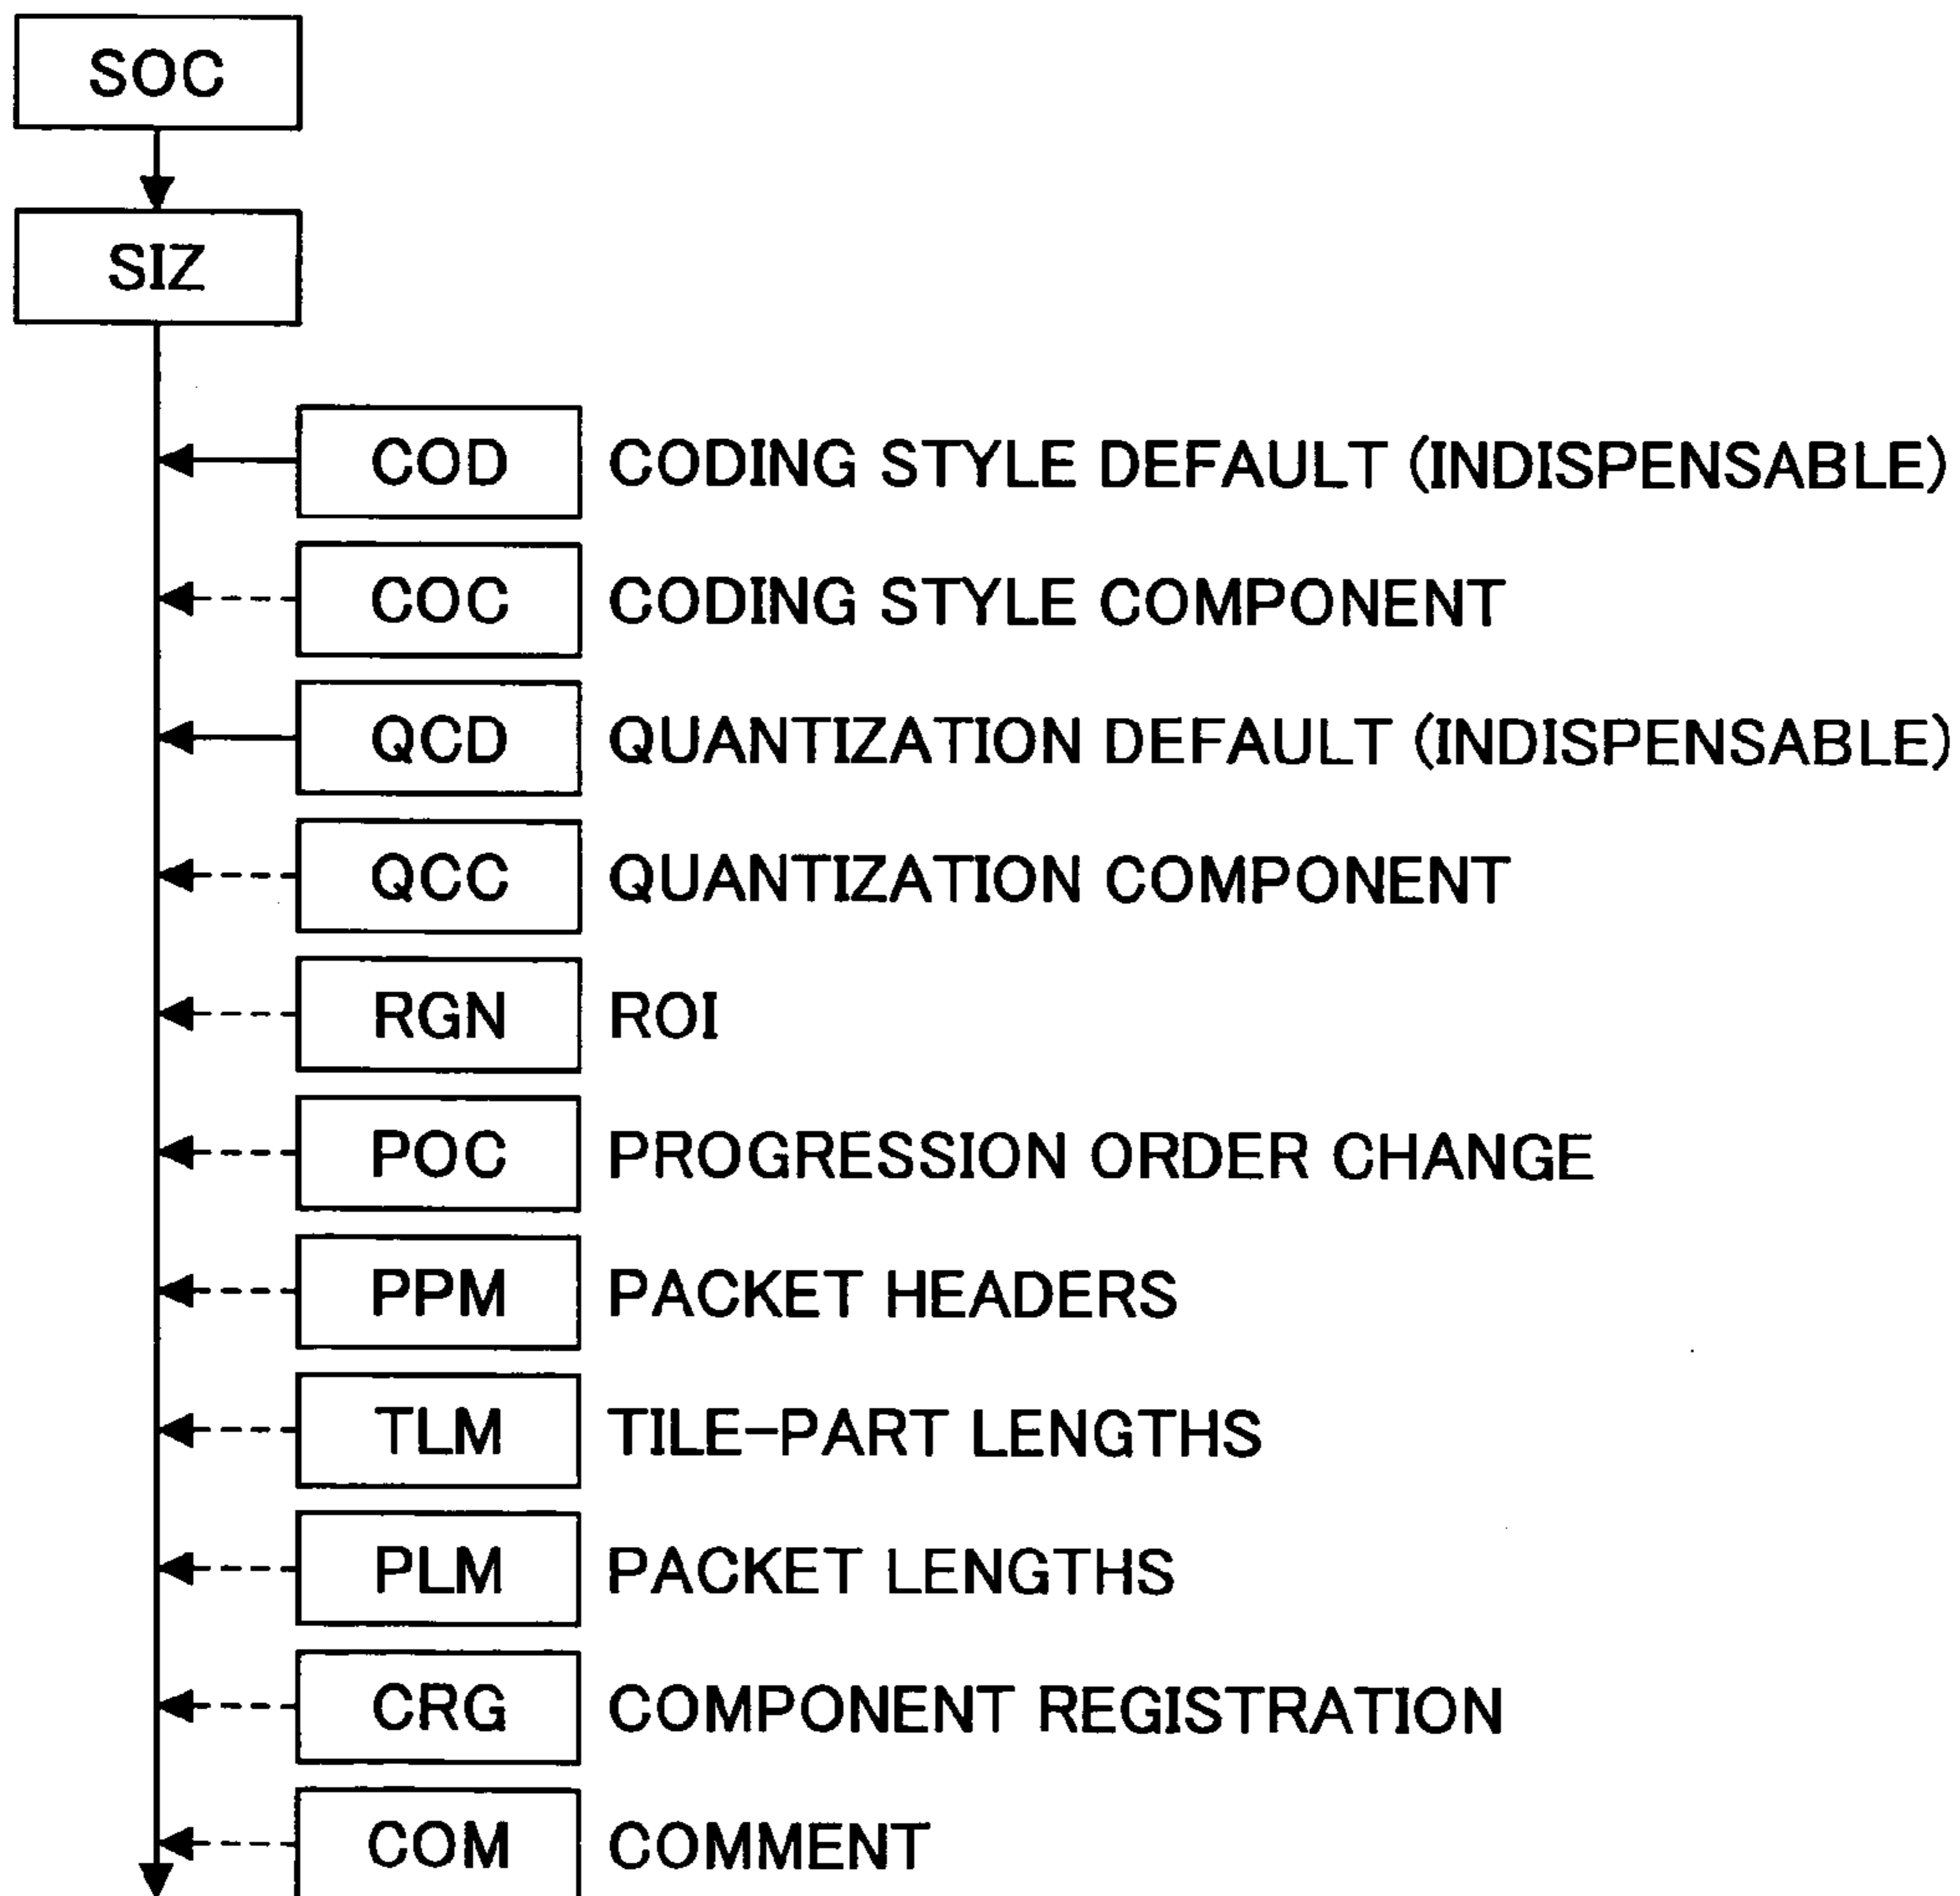 SOC
SIZ
COD CODING STYLE DEFAULT (INDISPENSABLE)
COC CODING STYLE COMPONENT
QCD QUANTIZATION DEFAULT (INDISPENSABLE)
QCC QUANTIZATION COMPONENT
RGN ROI
POC PROGRESSION ORDER CHANGE
PPM PACKET HEADERS
TLM TILE-PART LENGTHS
PLM PACKET LENGTHS
CRG COMPONENT REGISTRATION
COM COMMENT